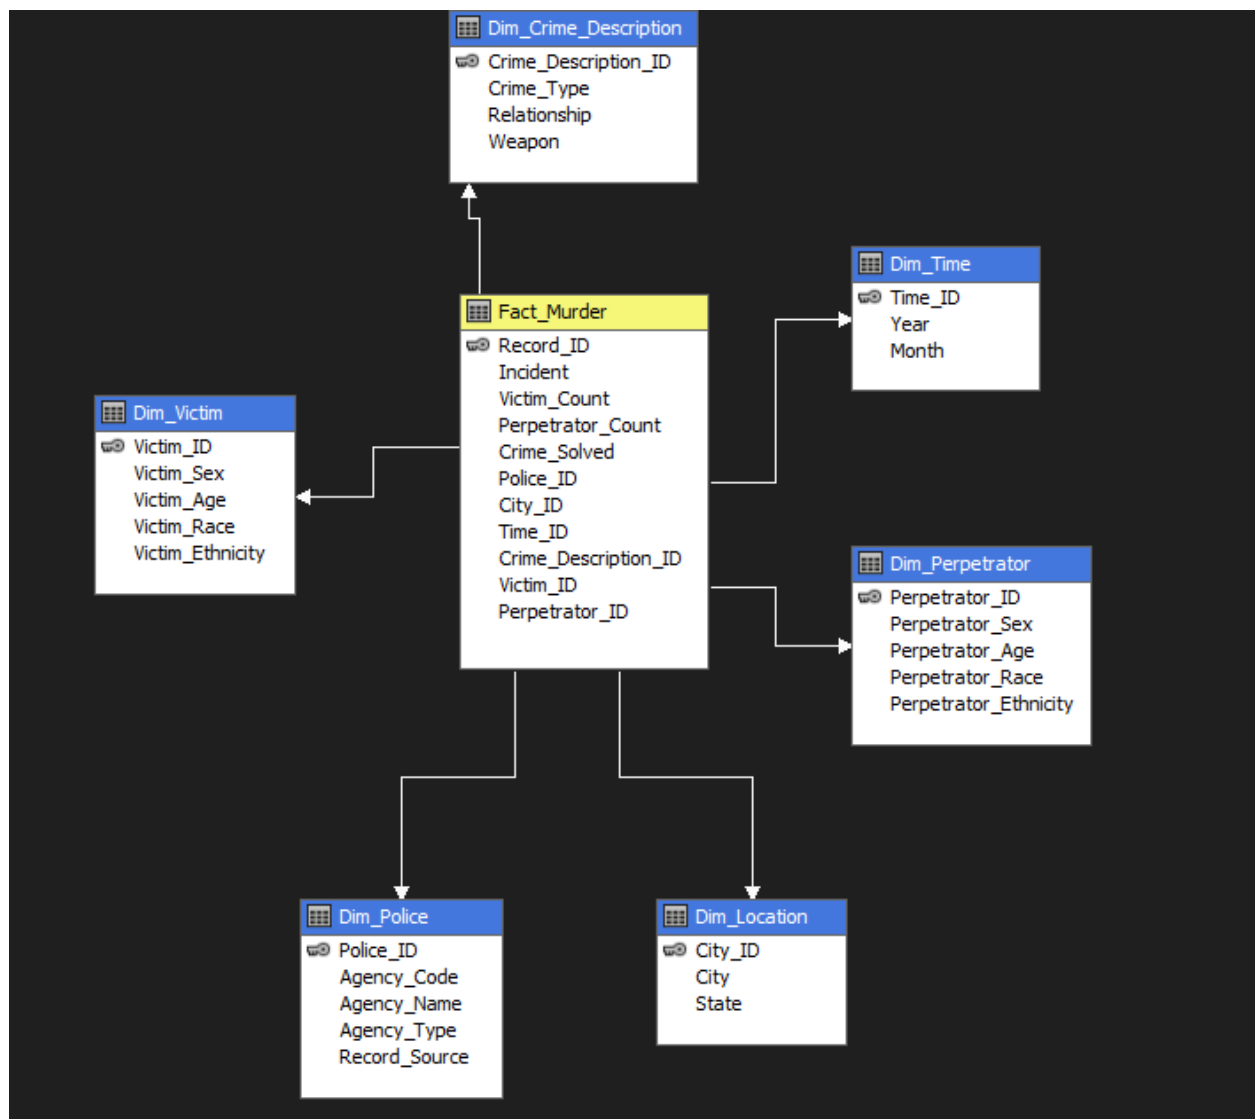 Dim_Crime_Description
Crime_Description_ID
Crime_Type
Relationship
Weapon
Dim_Time
Time_ID
Year
Month
Fact_Murder
Record_ID
Incident
Victim_Count
Perpetrator_Count
Crime_Solved
Police_ID
City_ID
Time_ID
Crime_Description_ID
Victim_ID
Perpetrator_ID
Dim_Victim
Victim_ID
Victim_Sex
Victim_Age
Victim_Race
Victim_Ethnicity
Dim_Perpetrator
Perpetrator_ID
Perpetrator_Sex
Perpetrator_Age
Perpetrator_Race
Perpetrator_Ethnicity
Dim_Police
Police_ID
Agency_Code
Agency_Name
Agency_Type
Record_Source
Dim_Location
City_ID
City
State